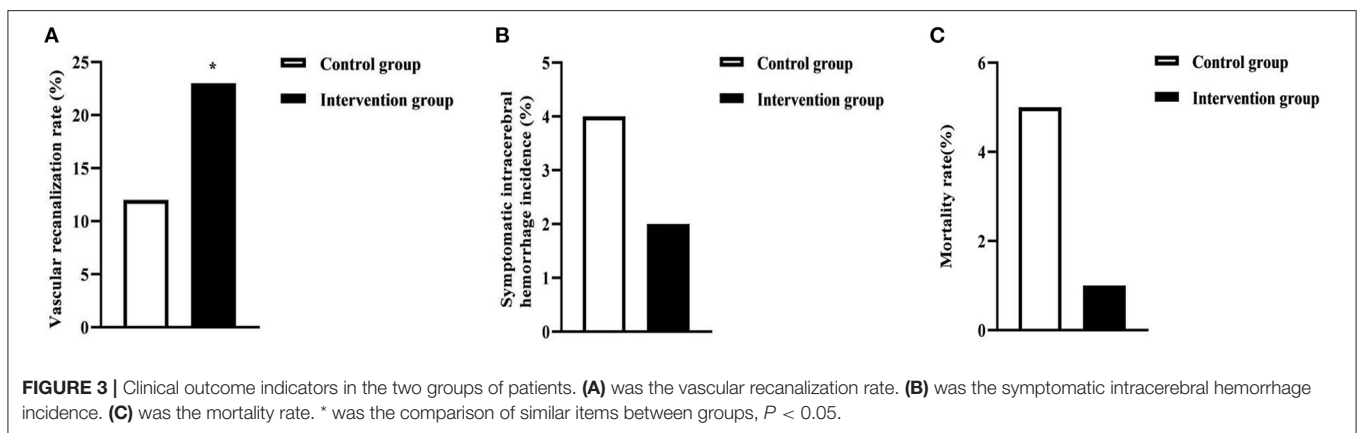 A
Vascular recanalization rate (%)
25
20
15
10
5
0
*
Control group
Intervention group
B
Symptomatic intracerebral
hemorrhage incidence (%)
5
4
3
2
1
0
Control group
Intervention group
C
Mortality rate(%)
6
4
2
0
Control group
Intervention group
FIGURE 3 | Clinical outcome indicators in the two groups of patients. (A) was the vascular recanalization rate. (B) was the symptomatic intracerebral hemorrhage
incidence. (C) was the mortality rate. * was the comparison of similar items between groups, P < 0.05.